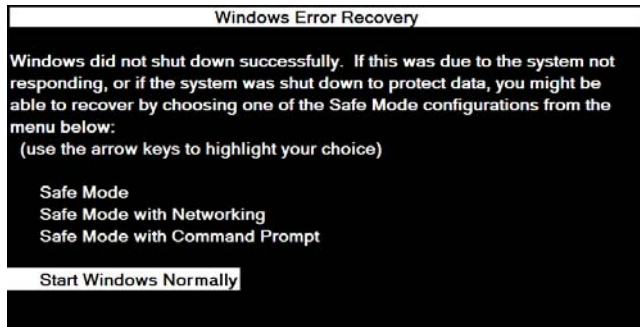 Windows Error Recovery
Windows did not shut down successfully. If this was due to the system not
responding, or if the system was shut down to protect data, you might be
able to recover by choosing one of the Safe Mode configurations from the
menu below:
(use the arrow keys to highlight your choice)
Safe Mode
Safe Mode with Networking
Safe Mode with Command Prompt
Start Windows Normally